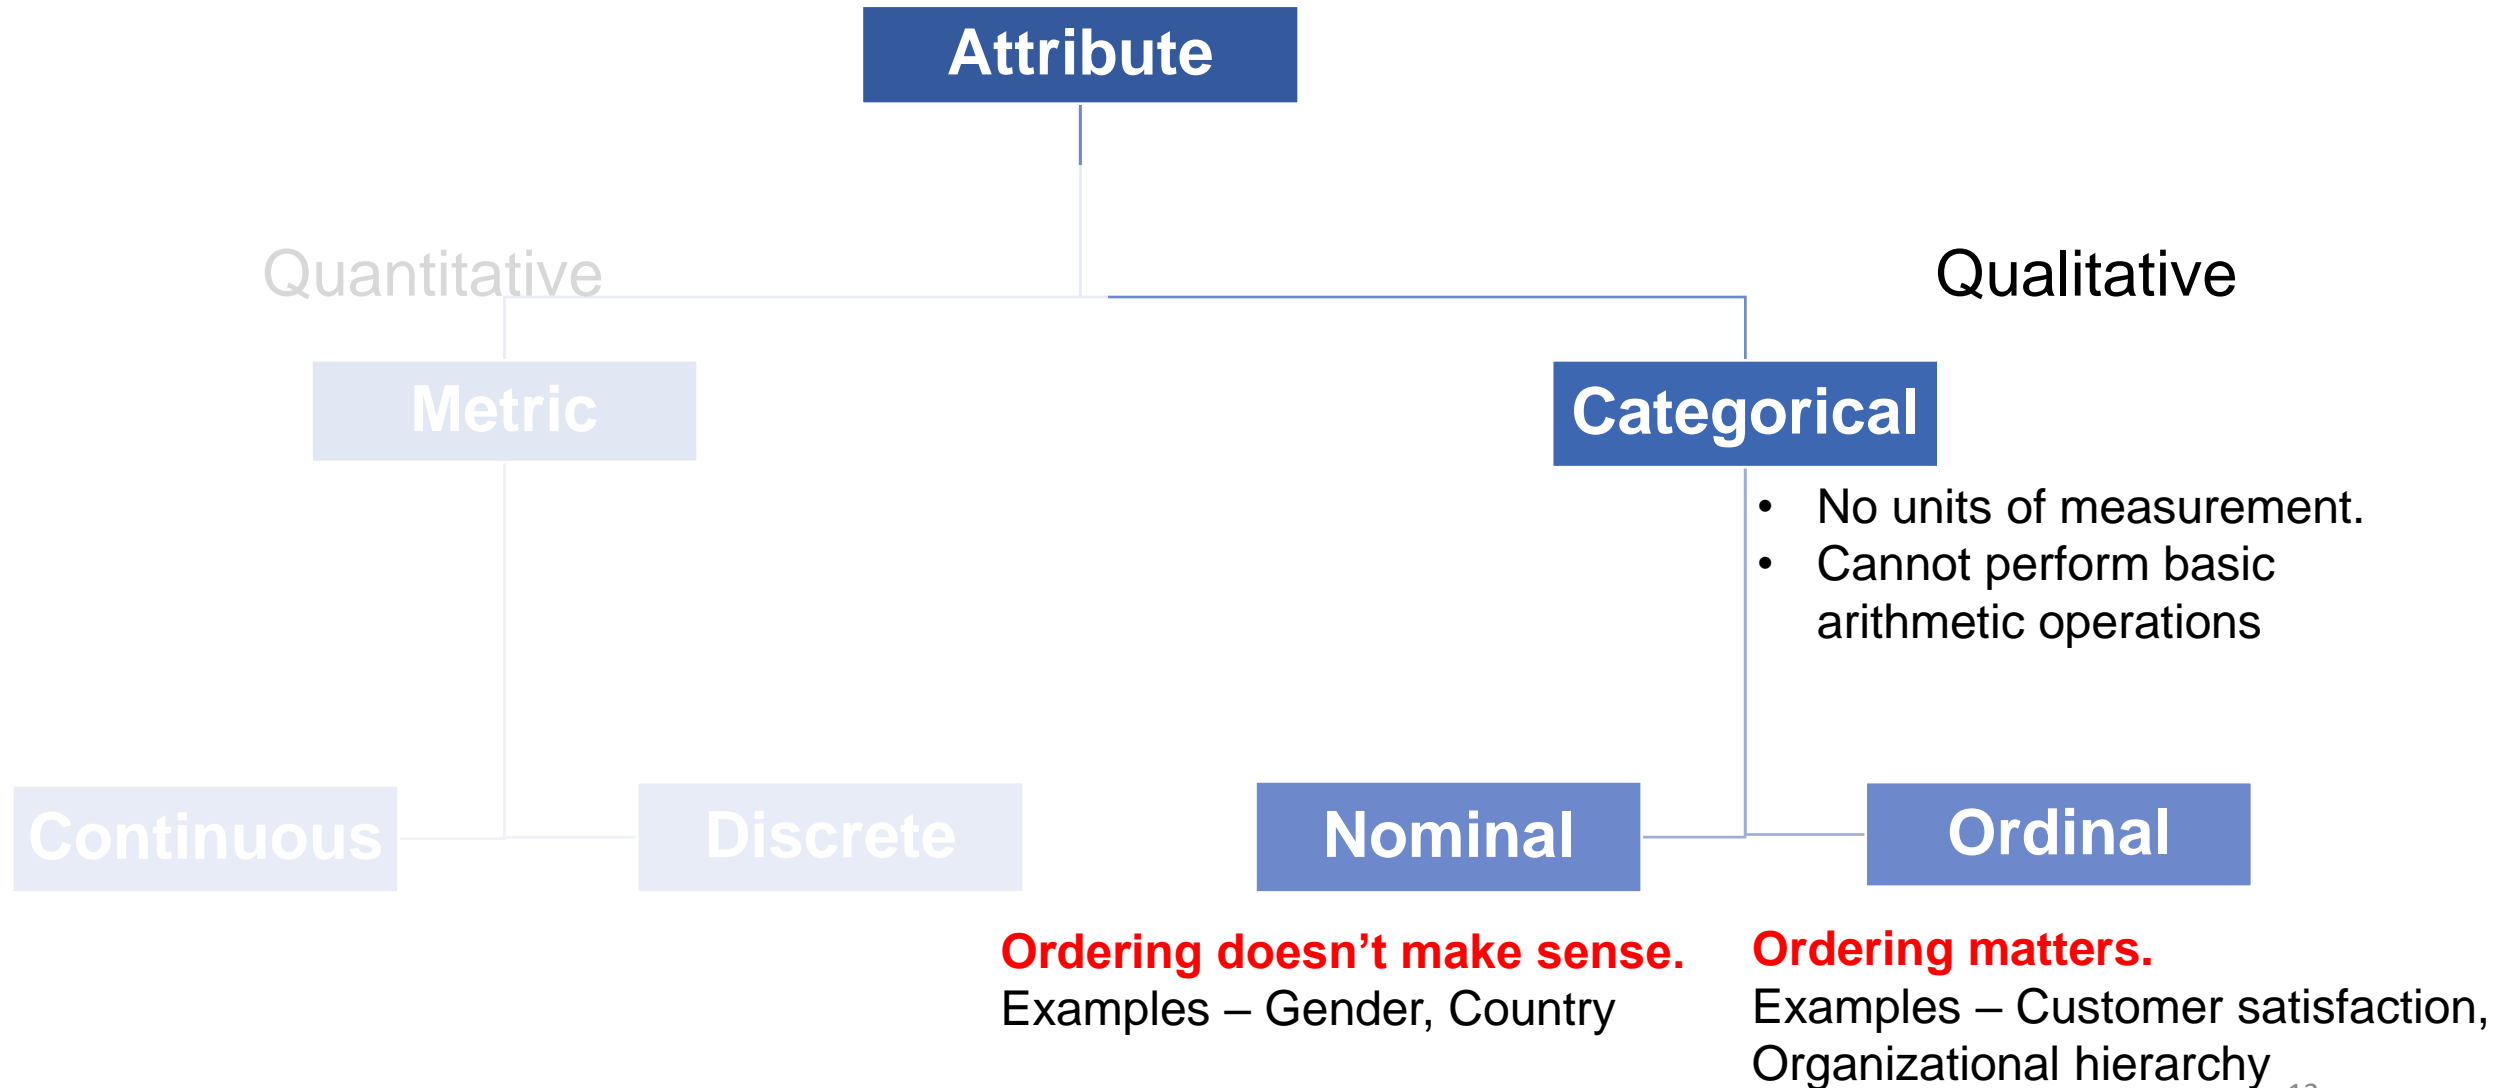 Attribute
Quantitative
Qualitative
Metric
Categorical
• No units of measurement.
• Cannot perform basic
arithmetic operations
Continuous
Discrete
Nominal
Ordinal
Ordering doesn’t make sense.
Examples – Gender, Country
Ordering matters.
Examples – Customer satisfaction,
Organizational hierarchy